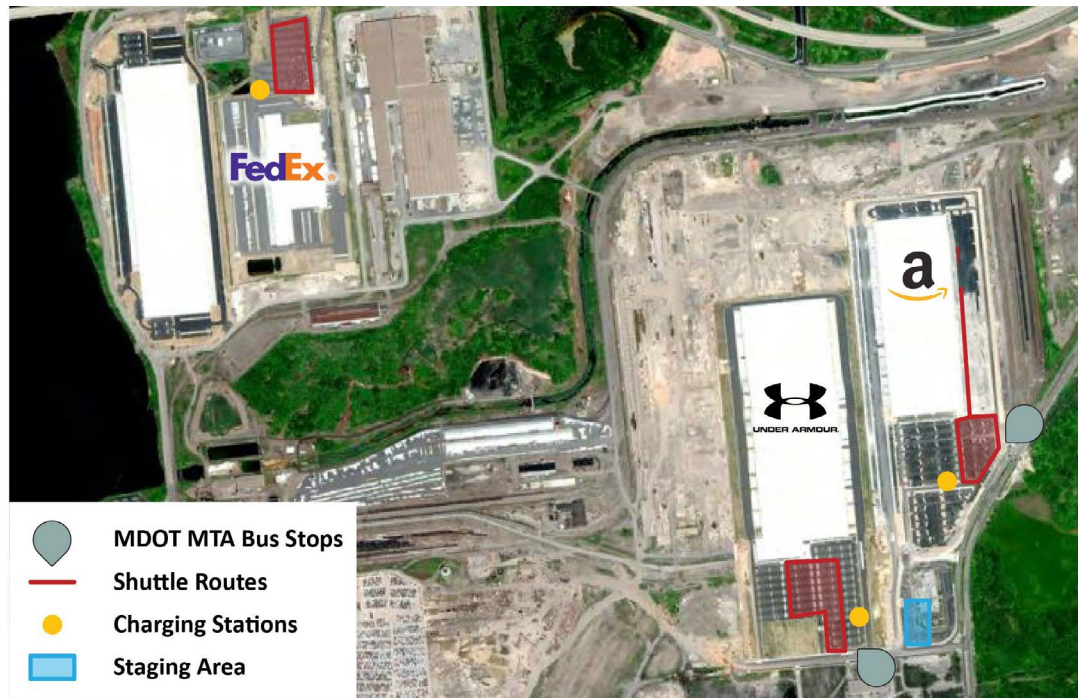 FedEx®
a
UNDER ARMOUR®
MDOT MTA Bus Stops
Shuttle Routes
Charging Stations
Staging Area